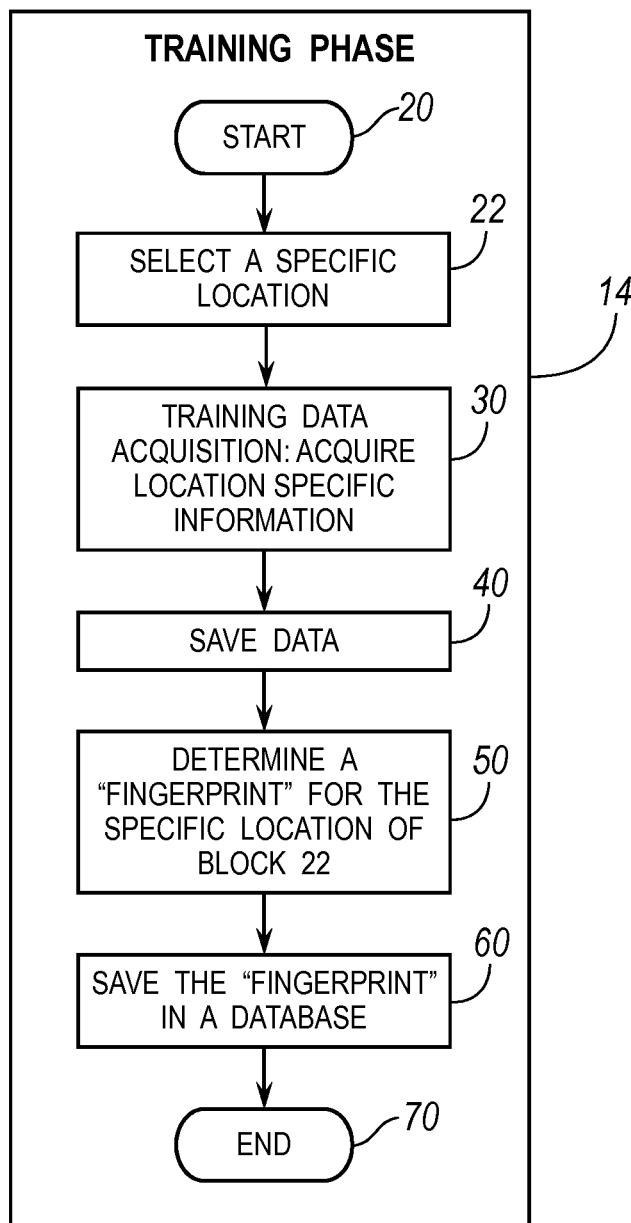 TRAINING PHASE
20
START
22
SELECT A SPECIFIC
LOCATION
14
30
TRAINING DATA
ACQUISITION: ACQUIRE
LOCATION SPECIFIC
INFORMATION
40
SAVE DATA
50
DETERMINE A
“FINGERPRINT” FOR THE
SPECIFIC LOCATION OF
BLOCK 22
60
SAVE THE “FINGERPRINT”
IN A DATABASE
70
END